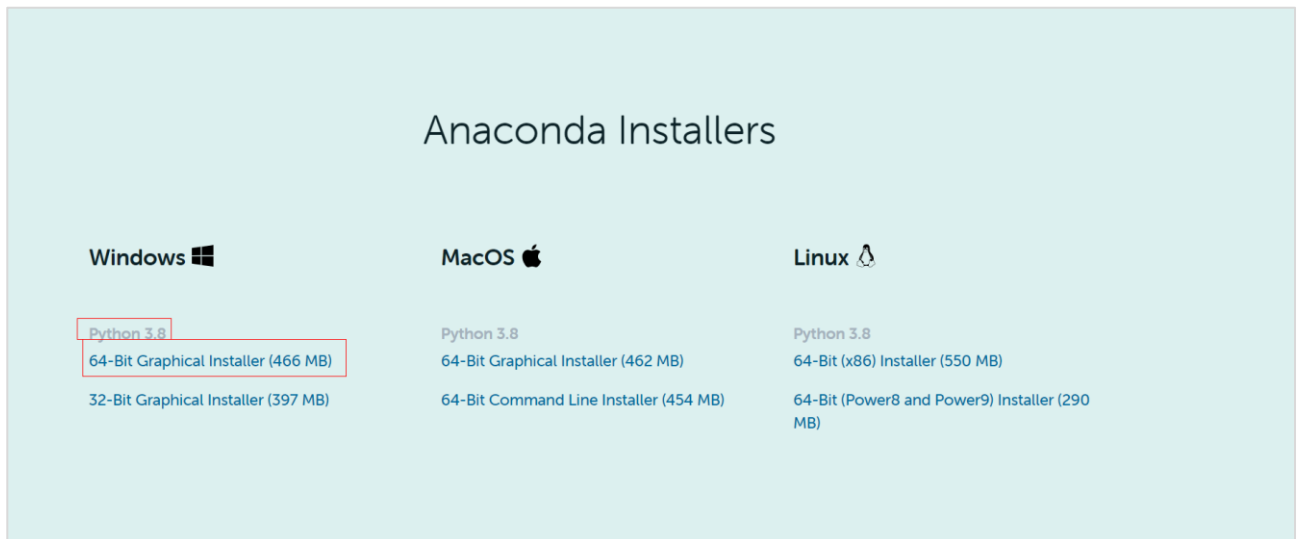 Anaconda Installers
Windows
Python 3.8
64-Bit Graphical Installer (466 MB)
32-Bit Graphical Installer (397 MB)
MacOS
Python 3.8
64-Bit Graphical Installer (462 MB)
64-Bit Command Line Installer (454 MB)
Linux
Python 3.8
64-Bit (x86) Installer (550 MB)
64-Bit (Power8 and Power9) Installer (290
MB)